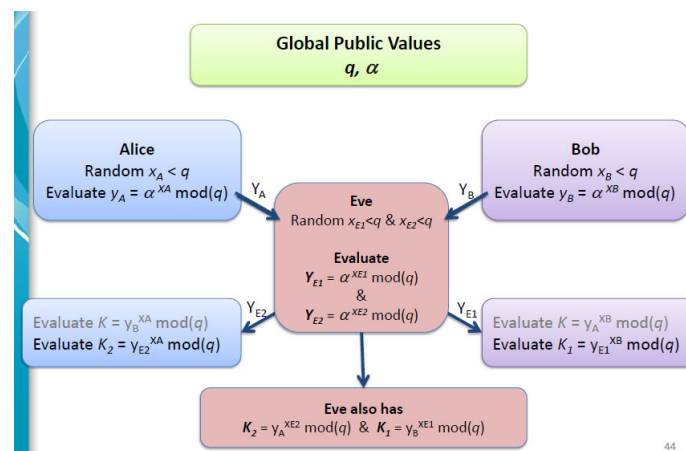 Global Public Values
q, α
Alice
Random xA < q
Evaluate yA = α^XA mod(q)
Bob
Random xB < q
Evaluate yB = α^XB mod(q)
YA
YB
Eve
Random xE1<q & xE2<q
Evaluate
YE1 = α^XE1 mod(q)
&
YE2 = α^XE2 mod(q)
YE2
YE1
Evaluate K = yB^XA mod(q)
Evaluate K2 = yE2^XA mod(q)
Evaluate K = yA^XB mod(q)
Evaluate K1 = yE1^XB mod(q)
Eve also has
K2 = yA^XE2 mod(q) & K1 = yB^XE1 mod(q)
44